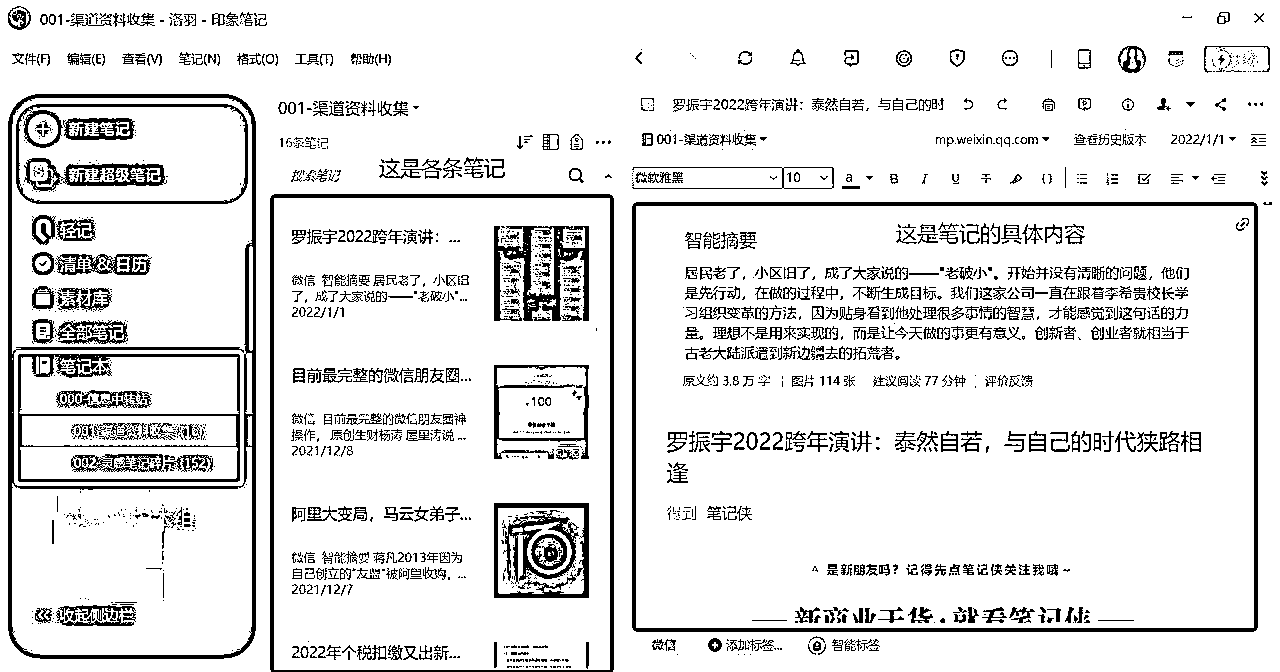 001-渠道资料收集 - 洛羽 - 印象笔记
文件(F) 编辑(E) 查看(V) 笔记(N) 格式(O) 工具(T) 帮助(H)
新建笔记
新建超级笔记
轻记
清单 & 日历
素材库
全部笔记
笔记本
000-信息中转站
001-渠道资料收集 (16)
002-灵感笔记碎片 (152)
收起侧边栏
001-渠道资料收集
16条笔记
搜索笔记
这是各条笔记
罗振宇2022跨年演讲：...
微信 智能摘要 居民老了，小区旧
了，成了大家说的——"老破小"...
2022/1/1
目前最完整的微信朋友圈...
微信 目前最完整的微信朋友圈神
操作， 原创生财杨涛 屋里涛说 ...
2021/12/8
.100
阿里大变局，马云女弟子...
微信 智能摘要 蒋凡2013年因为
自己创立的"友盟"被阿里收购，...
2021/12/7
2022年个税扣缴又出新...
罗振宇2022跨年演讲：泰然自若，与自己的时
001-渠道资料收集
mp.weixin.qq.com 查看历史版本 2022/1/1
微软雅黑 10 a B I U T
这是笔记的具体内容
智能摘要
居民老了，小区旧了，成了大家说的——"老破小"。开始并没有清晰的问题，他们
是先行动，在做的过程中，不断生成目标。我们这家公司一直在跟着李希贵校长学
习组织变革的方法，因为贴身看到他处理很多事情的智慧，才能感觉到这句话的力
量。理想不是用来实现的，而是让今天做的事更有意义。创新者、创业者就相当于
古老大陆派遣到新边疆去的拓荒者。
原文约 3.8 万字 | 图片 114 张 | 建议阅读 77 分钟 | 评价反馈
罗振宇2022跨年演讲：泰然自若，与自己的时代狭路相
逢
得到 笔记侠
^ 是新朋友吗？记得先点笔记侠关注我哦~
—— 新商业干货·就看笔记侠 ——
微信 添加标签... 智能标签